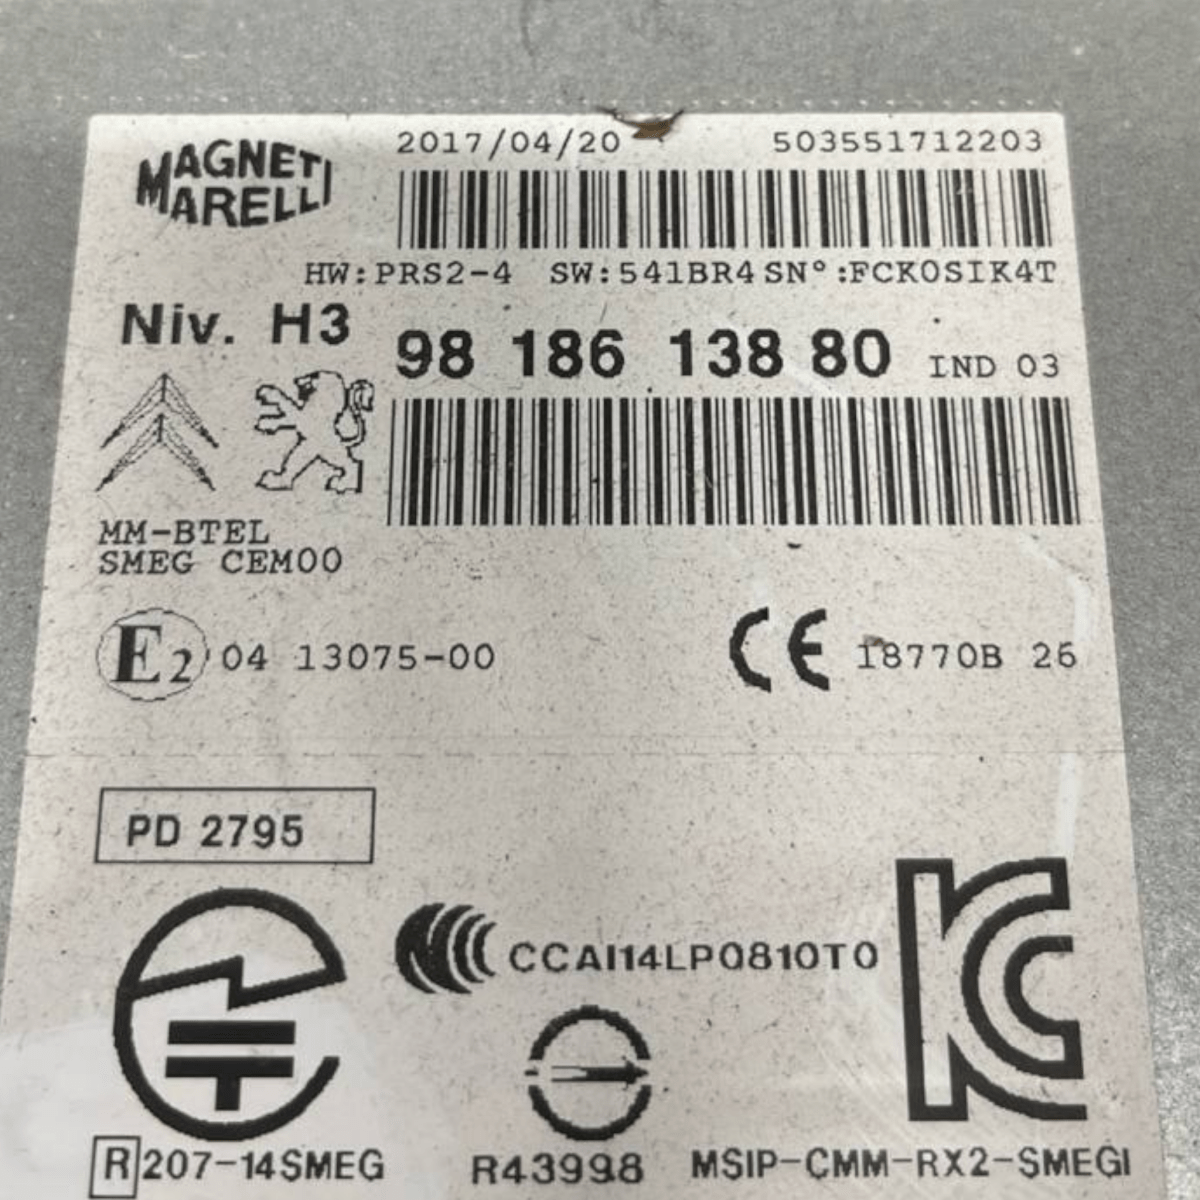 MAGNETI
MARELLI
2017/04/20 503551712203
HW:PRS2-4 SW:541BR4 SN°:FCK0SIK4T
Niv. H3
98 186 138 80 IND 03
MM-BTEL
SMEG CEM00
E2 04 13075-00
CE 18770B 26
PD 2795
CCAI14LP0810T0
R 207-14SMEG
R43998
MSIP-CMM-RX2-SMEGI